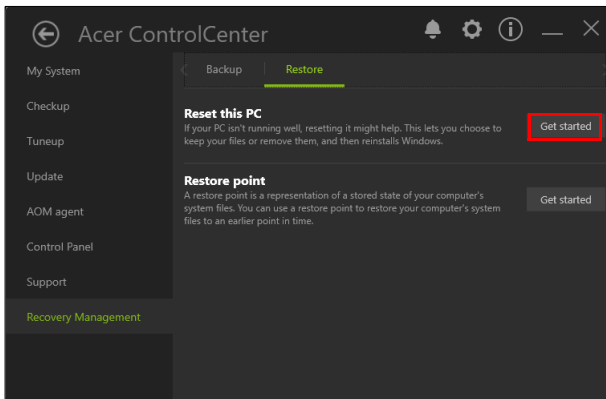 Acer ControlCenter
My System
Checkup
Tuneup
Update
AOM agent
Control Panel
Support
Recovery Management
Backup
Restore
Reset this PC
If your PC isn't running well, resetting it might help. This lets you choose to
keep your files or remove them, and then reinstalls Windows.
Get started
Restore point
A restore point is a representation of a stored state of your computer's
system files. You can use a restore point to restore your computer's system
files to an earlier point in time.
Get started